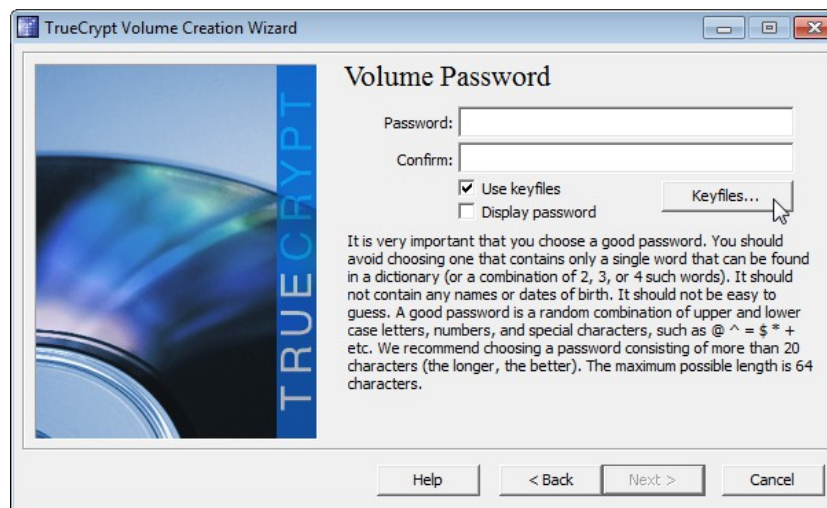 TrueCrypt Volume Creation Wizard
TRUECRYPT
Volume Password
Password:
Confirm:
Use keyfiles
Keyfiles...
Display password
It is very important that you choose a good password. You should
avoid choosing one that contains only a single word that can be found
in a dictionary (or a combination of 2, 3, or 4 such words). It should
not contain any names or dates of birth. It should not be easy to
guess. A good password is a random combination of upper and lower
case letters, numbers, and special characters, such as @ ^ = $ * +
etc. We recommend choosing a password consisting of more than 20
characters (the longer, the better). The maximum possible length is 64
characters.
Help
< Back
Next >
Cancel